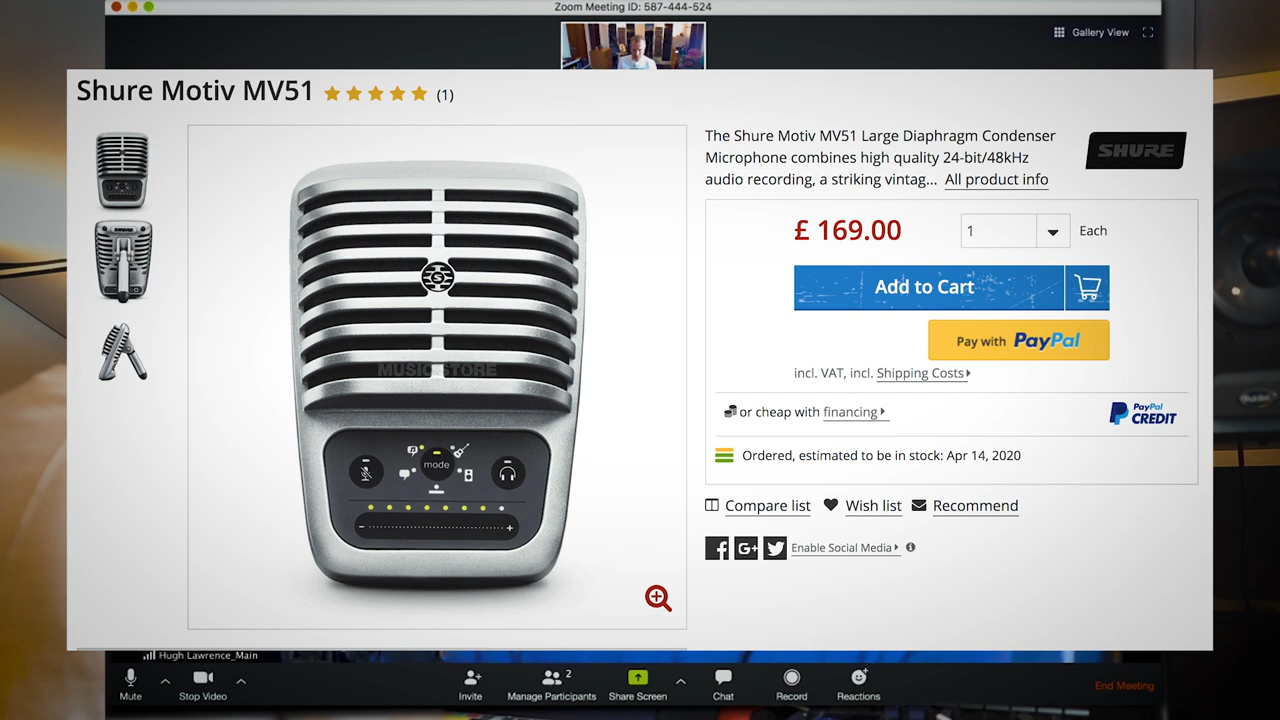 Zoom Meeting ID: 587-444-524
Gallery View
Shure Motiv MV51 (1)
The Shure Motiv MV51 Large Diaphragm Condenser
Microphone combines high quality 24-bit/48kHz
audio recording, a striking vintag... All product info
SHURE
£ 169.00
1
Each
Add to Cart
Pay with PayPal
incl. VAT, incl. Shipping Costs
or cheap with financing
PayPal
CREDIT
Ordered, estimated to be in stock: Apr 14, 2020
Compare list
Wish list
Recommend
Enable Social Media
MUSIC STORE
mode
Hugh Lawrence_Main
Mute
Stop Video
Invite
2
Manage Participants
Share Screen
Chat
Record
Reactions
End Meeting